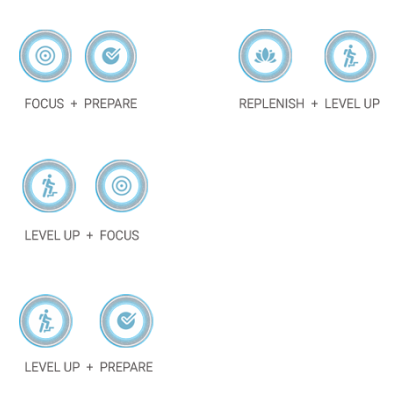 FOCUS + PREPARE
REPLENISH + LEVEL UP
LEVEL UP + FOCUS
LEVEL UP + PREPARE